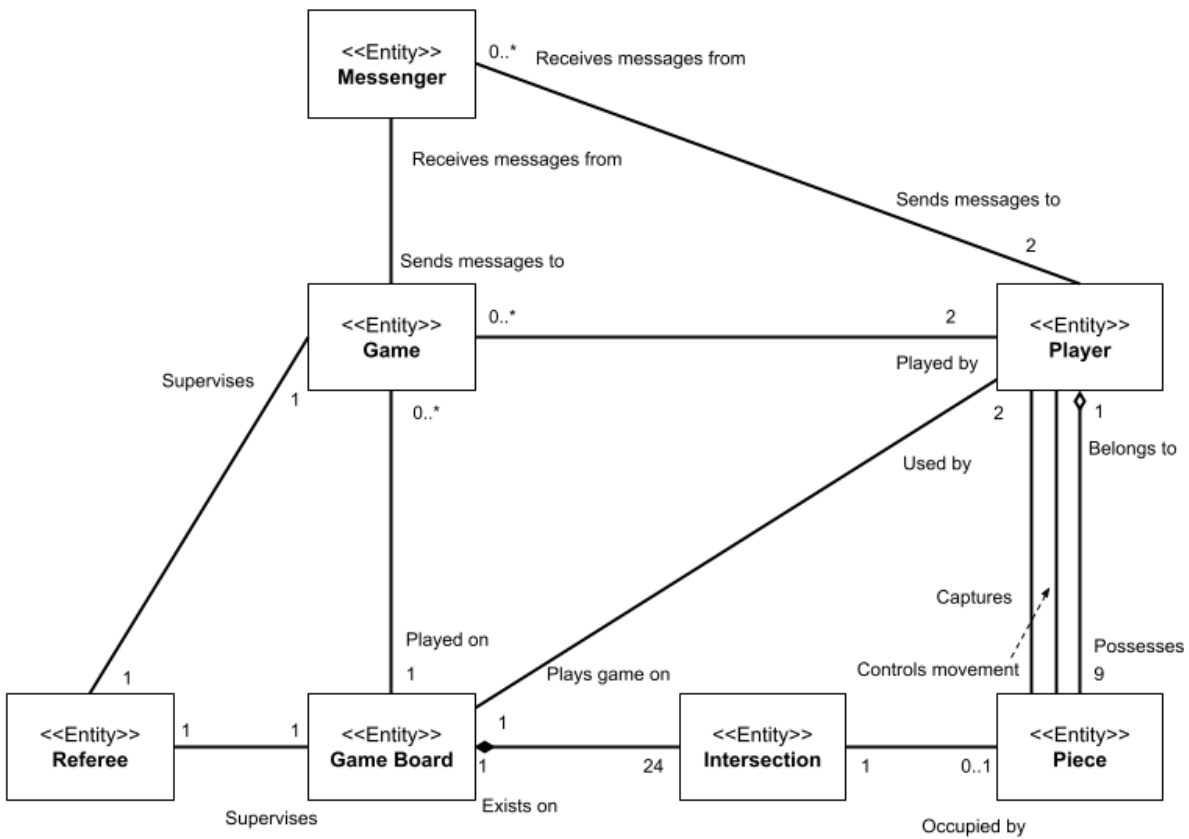 <<Entity>>
Messenger
0..*
Receives messages from
Receives messages from
Sends messages to
2
Sends messages to
<<Entity>>
Game
0..*
2
<<Entity>>
Player
Played by
Supervises
1
0..*
2
1
Used by
Belongs to
Captures
Played on
Plays game on
Controls movement
Possesses
1
1
9
<<Entity>>
Referee
1
1
<<Entity>>
Game Board
1
1
24
<<Entity>>
Intersection
1
0..1
<<Entity>>
Piece
Exists on
Supervises
Occupied by